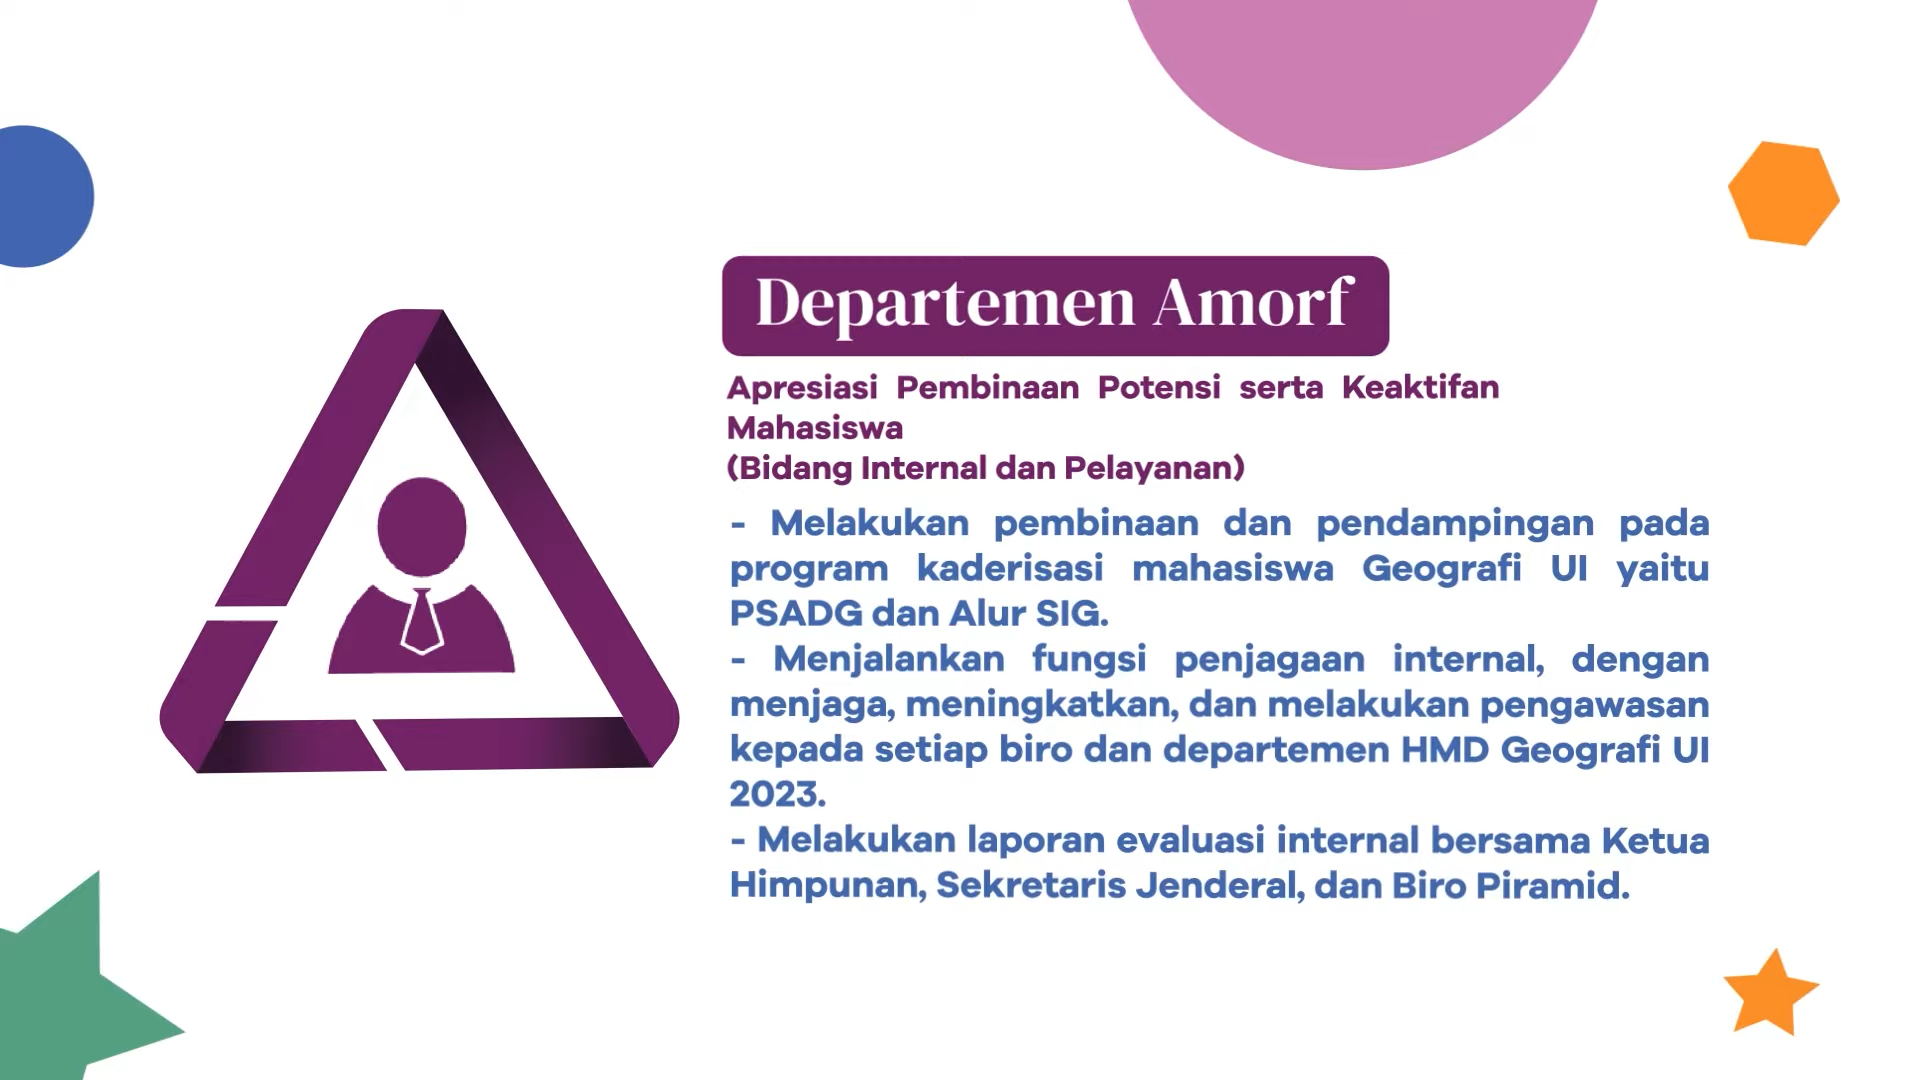 Departemen Amorf
Apresiasi Pembinaan Potensi serta Keaktifan
Mahasiswa
(Bidang Internal dan Pelayanan)
- Melakukan pembinaan dan pendampingan pada
program kaderisasi mahasiswa Geografi UI yaitu
PSADG dan Alur SIG.
- Menjalankan fungsi penjagaan internal, dengan
menjaga, meningkatkan, dan melakukan pengawasan
kepada setiap biro dan departemen HMD Geografi UI
2023.
- Melakukan laporan evaluasi internal bersama Ketua
Himpunan, Sekretaris Jenderal, dan Biro Piramid.